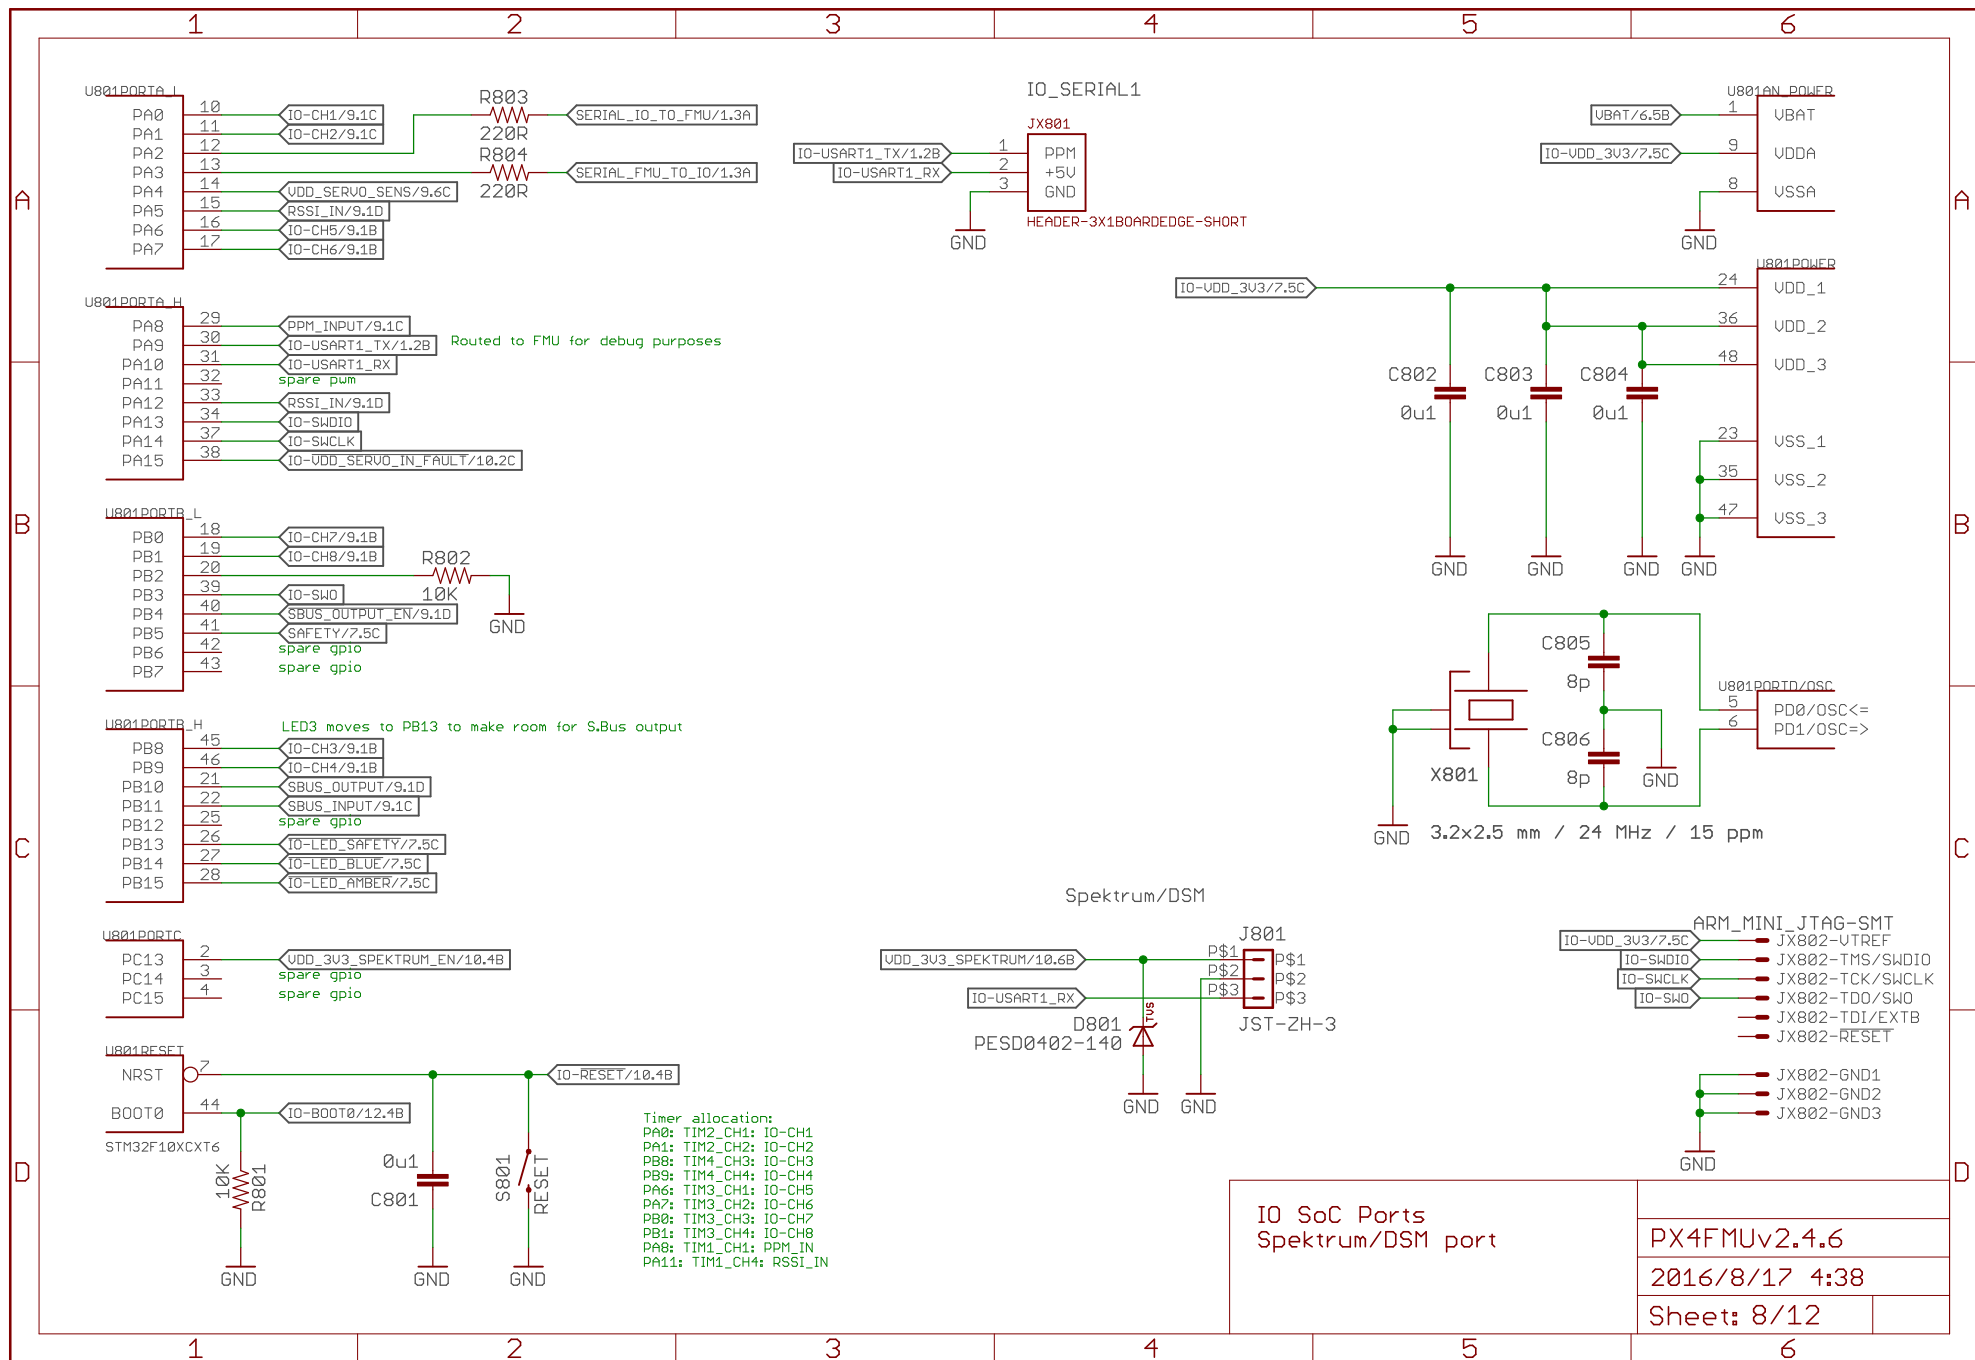 1 2 3 4 5 6
A
B
C
D
U801PORTA_L
PA0 10 IO-CH1/9.1C
PA1 11 IO-CH2/9.1C
PA2 12
PA3 13
PA4 14 VDD_SERVO_SENS/9.6C
PA5 15 RSSI_IN/9.1D
PA6 16 IO-CH5/9.1B
PA7 17 IO-CH6/9.1B
R803
220R
SERIAL_IO_TO_FMU/1.3A
R804
220R
SERIAL_FMU_TO_IO/1.3A
U801PORTA_H
PA8 29 PPM_INPUT/9.1C
PA9 30 IO-USART1_TX/1.2B
Routed to FMU for debug purposes
PA10 31 IO-USART1_RX
PA11 32 spare pwm
PA12 33 RSSI_IN/9.1D
PA13 34 IO-SWDIO
PA14 37 IO-SWCLK
PA15 38 IO-VDD_SERVO_IN_FAULT/10.2C
U801PORTB_L
PB0 18 IO-CH7/9.1B
PB1 19 IO-CH8/9.1B
PB2 20
PB3 39 IO-SWO
PB4 40 SBUS_OUTPUT_EN/9.1D
PB5 41 SAFETY/7.5C
PB6 42 spare gpio
PB7 43 spare gpio
R802
10K
GND
U801PORTB_H
LED3 moves to PB13 to make room for S.Bus output
PB8 45 IO-CH3/9.1B
PB9 46 IO-CH4/9.1B
PB10 21 SBUS_OUTPUT/9.1D
PB11 22 SBUS_INPUT/9.1C
PB12 25 spare gpio
PB13 26 IO-LED_SAFETY/7.5C
PB14 27 IO-LED_BLUE/7.5C
PB15 28 IO-LED_AMBER/7.5C
U801PORTC
PC13 2 VDD_3V3_SPEKTRUM_EN/10.4B
PC14 3 spare gpio
PC15 4 spare gpio
U801RESET
NRST 7 IO-RESET/10.4B
BOOT0 44 IO-BOOT0/12.4B
STM32F10XCXT6
10K
R801
GND
0u1
C801
GND
S801
RESET
GND
Timer allocation:
PA0: TIM2_CH1: IO-CH1
PA1: TIM2_CH2: IO-CH2
PB8: TIM4_CH3: IO-CH3
PB9: TIM4_CH4: IO-CH4
PA6: TIM3_CH1: IO-CH5
PA7: TIM3_CH2: IO-CH6
PB0: TIM3_CH3: IO-CH7
PB1: TIM3_CH4: IO-CH8
PA8: TIM1_CH1: PPM_IN
PA11: TIM1_CH4: RSSI_IN
IO_SERIAL1
JX801
IO-USART1_TX/1.2B 1 PPM
IO-USART1_RX 2 +5V
3 GND
HEADER-3X1BOARDEDGE-SHORT
GND
U801AN_POWER
VBAT/6.5B 1 VBAT
IO-VDD_3V3/7.5C 9 VDDA
8 VSSA
GND
U801POWER
IO-VDD_3V3/7.5C 24 VDD_1
36 VDD_2
48 VDD_3
23 VSS_1
35 VSS_2
47 VSS_3
C802 C803 C804
0u1 0u1 0u1
GND GND GND GND
C805
8p
C806
8p
U801PORTD/OSC
5 PD0/OSC<=
6 PD1/OSC=>
X801
GND
GND
3.2x2.5 mm / 24 MHz / 15 ppm
Spektrum/DSM
J801
VDD_3V3_SPEKTRUM/10.6B P$1 P$1
P$2 P$2
IO-USART1_RX P$3 P$3
JST-ZH-3
TVS
D801
PESD0402-140
GND GND
ARM_MINI_JTAG-SMT
IO-VDD_3V3/7.5C JX802-VTREF
IO-SWDIO JX802-TMS/SWDIO
IO-SWCLK JX802-TCK/SWCLK
IO-SWO JX802-TDO/SWO
JX802-TDI/EXTB
JX802-RESET
JX802-GND1
JX802-GND2
JX802-GND3
GND
IO SoC Ports
Spektrum/DSM port
PX4FMUv2.4.6
2016/8/17 4:38
Sheet: 8/12
A
B
C
D
1 2 3 4 5 6